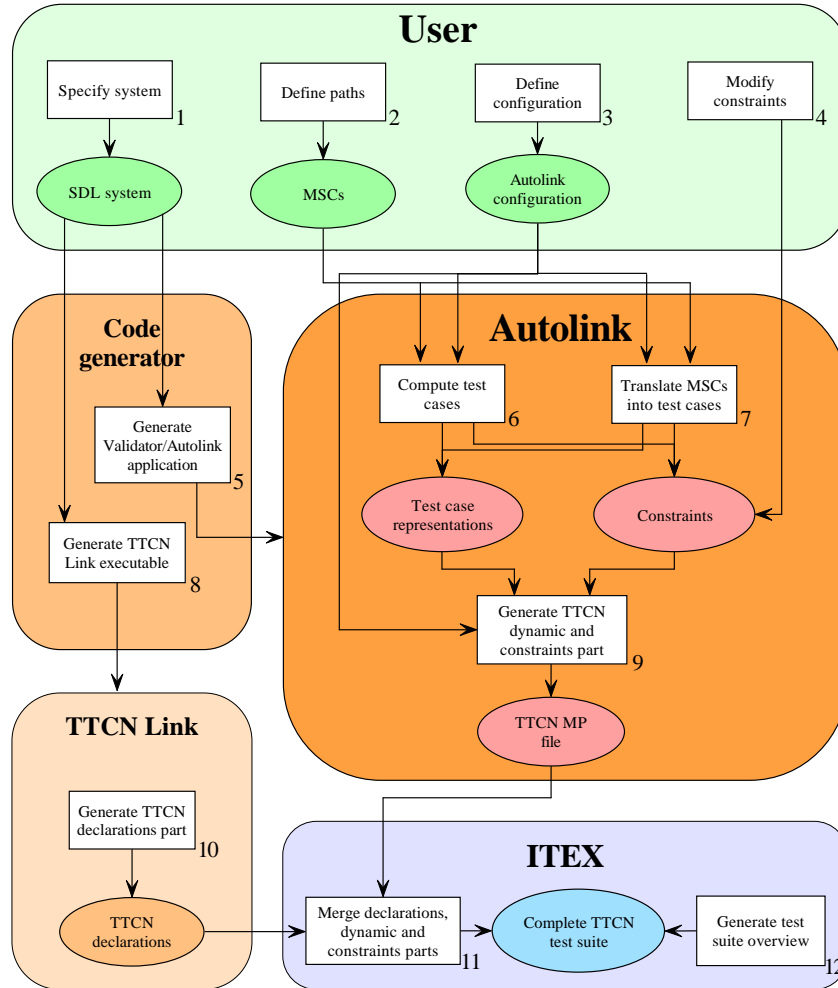 User
Specify system
1
Define paths
2
Define
configuration
3
Modify
constraints
4
SDL system
MSCs
Autolink
configuration
Code
generator
Autolink
Generate
Validator/Autolink
application
5
Compute test
cases
6
Translate MSCs
into test cases
7
Generate TTCN
Link executable
8
Test case
representations
Constraints
Generate TTCN
dynamic and
constraints part
9
TTCN MP
file
TTCN Link
Generate TTCN
declarations part
10
TTCN
declarations
ITEX
Merge declarations,
dynamic and
constraints parts
11
Complete TTCN
test suite
Generate test
suite overview
12